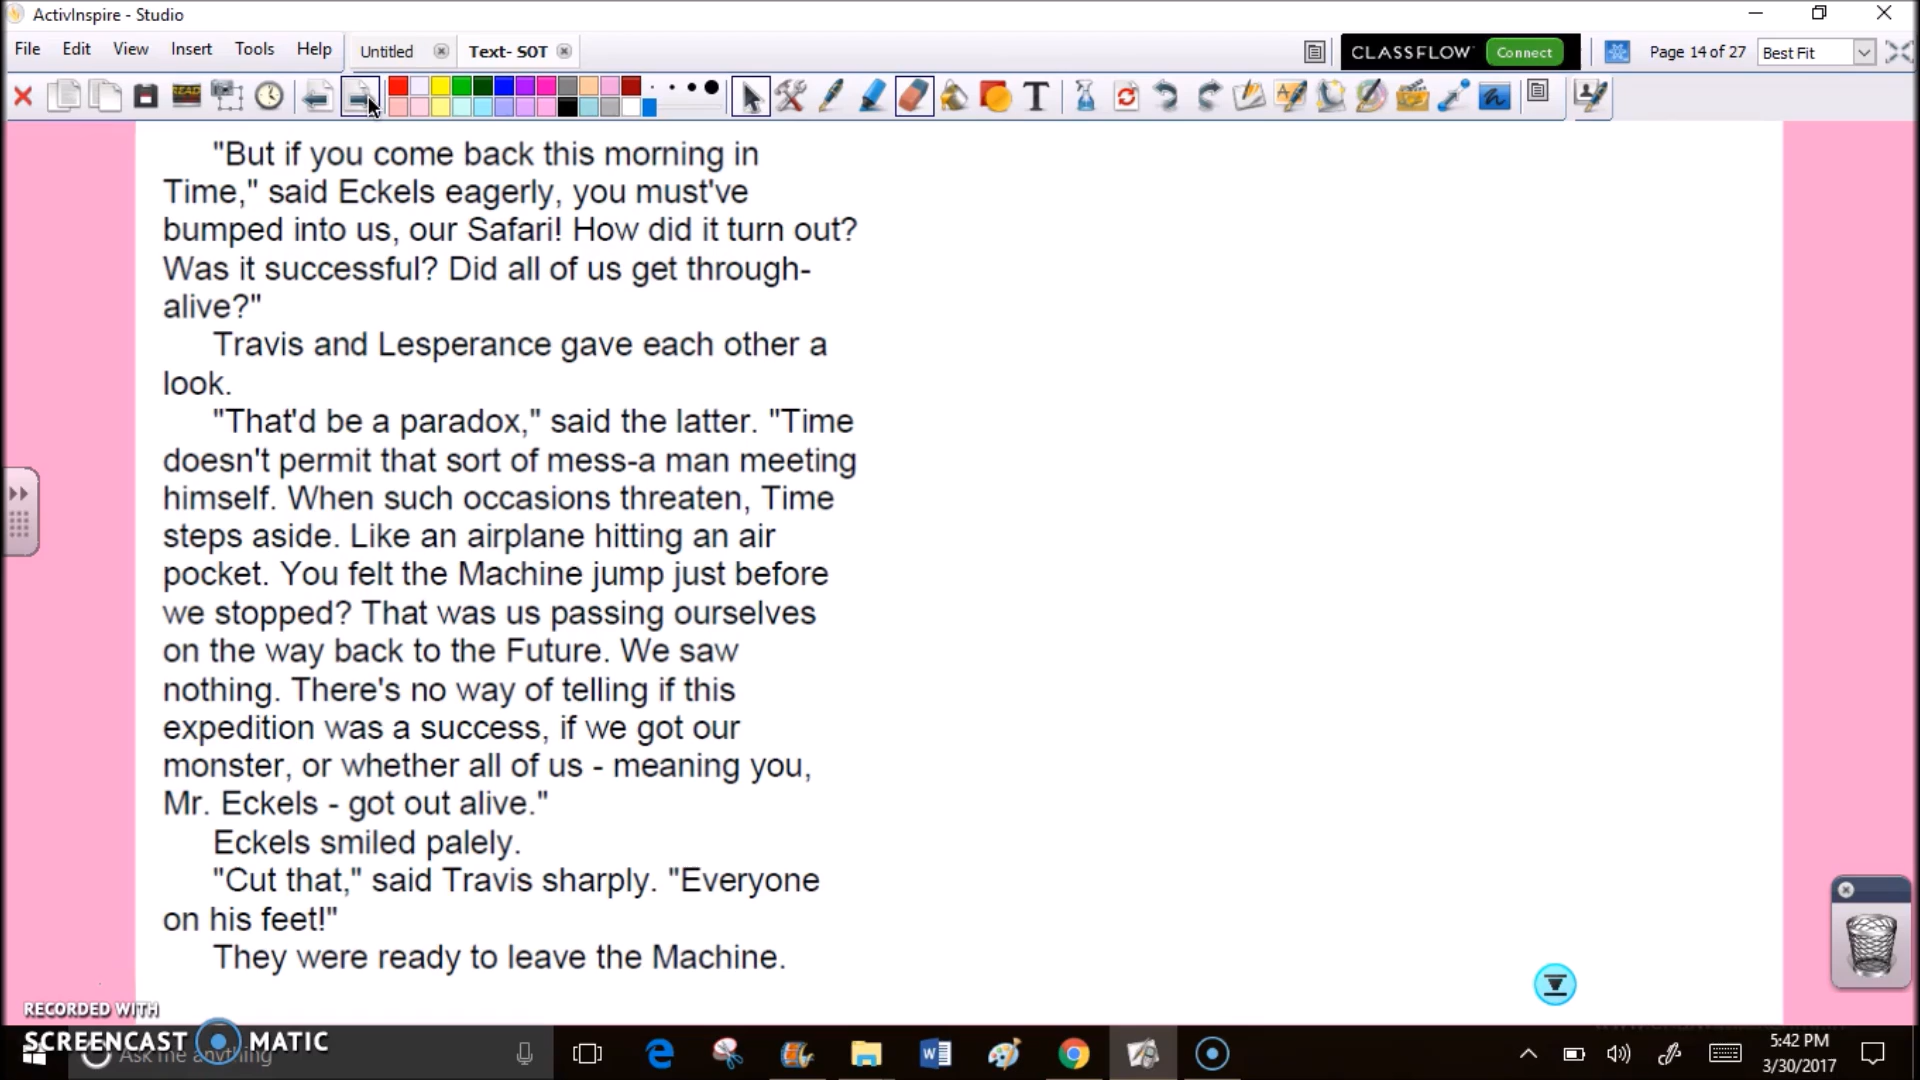 ActivInspire - Studio
File Edit View Insert Tools Help Untitled Text- SOT CLASSFLOW Connect Page 14 of 27 Best Fit
"But if you come back this morning in
Time," said Eckels eagerly, you must've
bumped into us, our Safari! How did it turn out?
Was it successful? Did all of us get through-
alive?"
Travis and Lesperance gave each other a
look.
"That'd be a paradox," said the latter. "Time
doesn't permit that sort of mess-a man meeting
himself. When such occasions threaten, Time
steps aside. Like an airplane hitting an air
pocket. You felt the Machine jump just before
we stopped? That was us passing ourselves
on the way back to the Future. We saw
nothing. There's no way of telling if this
expedition was a success, if we got our
monster, or whether all of us - meaning you,
Mr. Eckels - got out alive."
Eckels smiled palely.
"Cut that," said Travis sharply. "Everyone
on his feet!"
They were ready to leave the Machine.
RECORDED WITH
SCREENCAST MATIC
Ask me anything
5:42 PM
3/30/2017